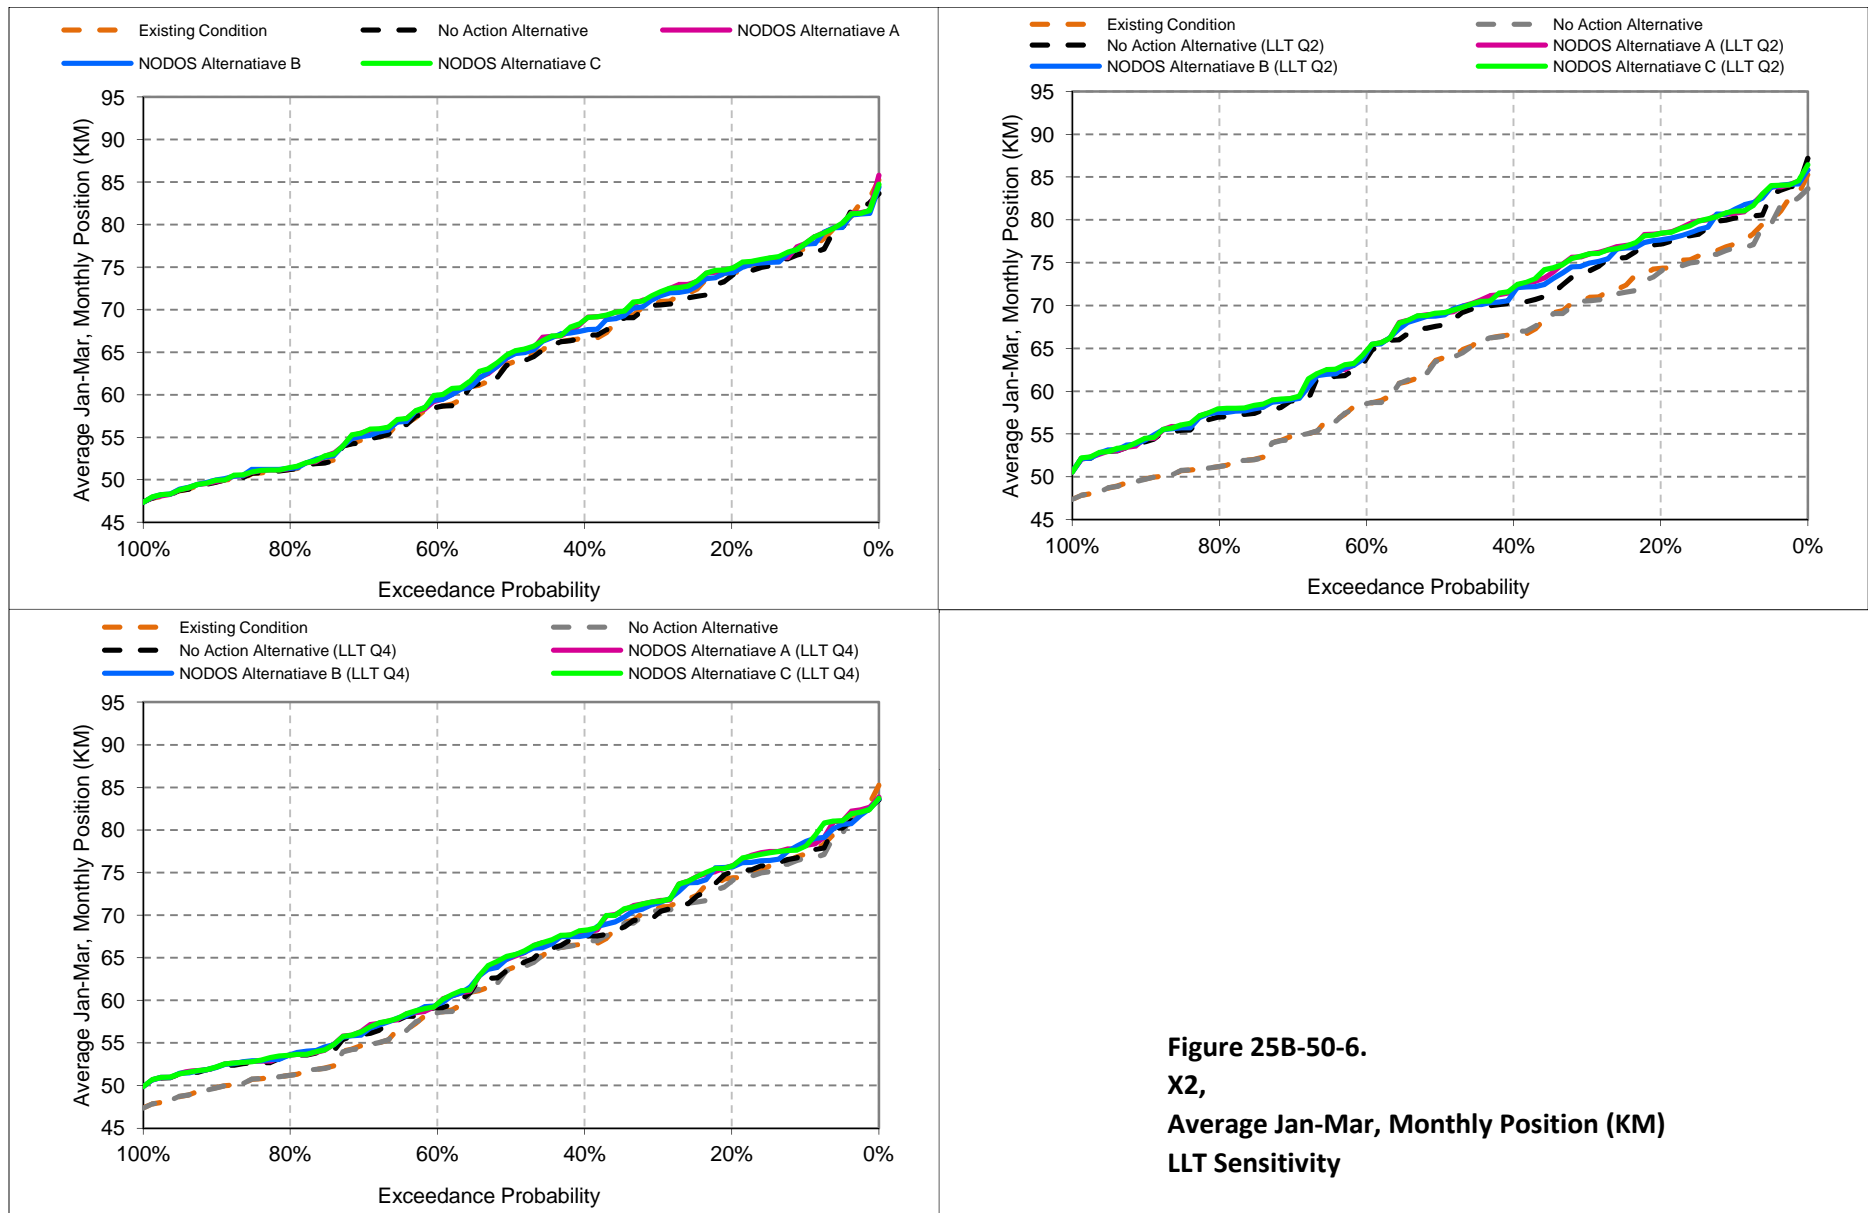 Existing Condition No Action Alternative NODOS Alternatiave A
NODOS Alternatiave B NODOS Alternatiave C
Average Jan-Mar, Monthly Position (KM)
95
90
85
80
75
70
65
60
55
50
45
100% 80% 60% 40% 20% 0%
Exceedance Probability
Existing Condition No Action Alternative
No Action Alternative (LLT Q2) NODOS Alternatiave A (LLT Q2)
NODOS Alternatiave B (LLT Q2) NODOS Alternatiave C (LLT Q2)
Average Jan-Mar, Monthly Position (KM)
95
90
85
80
75
70
65
60
55
50
45
100% 80% 60% 40% 20% 0%
Exceedance Probability
Existing Condition No Action Alternative
No Action Alternative (LLT Q4) NODOS Alternatiave A (LLT Q4)
NODOS Alternatiave B (LLT Q4) NODOS Alternatiave C (LLT Q4)
Average Jan-Mar, Monthly Position (KM)
95
90
85
80
75
70
65
60
55
50
45
100% 80% 60% 40% 20% 0%
Exceedance Probability
Figure 25B-50-6.
X2,
Average Jan-Mar, Monthly Position (KM)
LLT Sensitivity